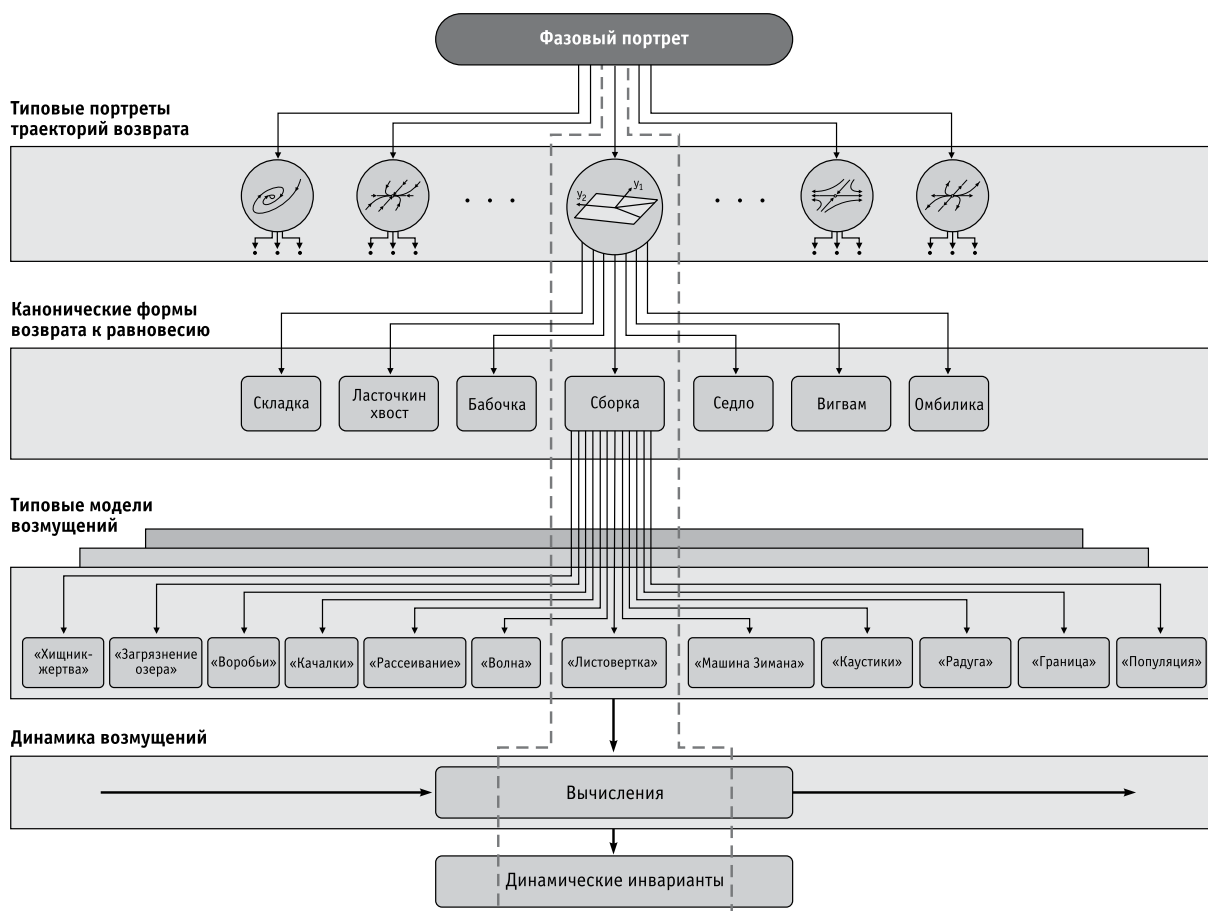 Фазовый портрет
Типовые портреты
траекторий возврата
y₂
y₁
Канонические формы
возврата к равновесию
Складка
Ласточкин
хвост
Бабочка
Сборка
Седло
Вигвам
Омбилика
Типовые модели
возмущений
«Хищник-
жертва»
«Загрязнение
озера»
«Воробьи»
«Качалки»
«Рассеивание»
«Волна»
«Листовертка»
«Машина Зимана»
«Каустики»
«Радуга»
«Граница»
«Популяция»
Динамика возмущений
Вычисления
Динамические инварианты